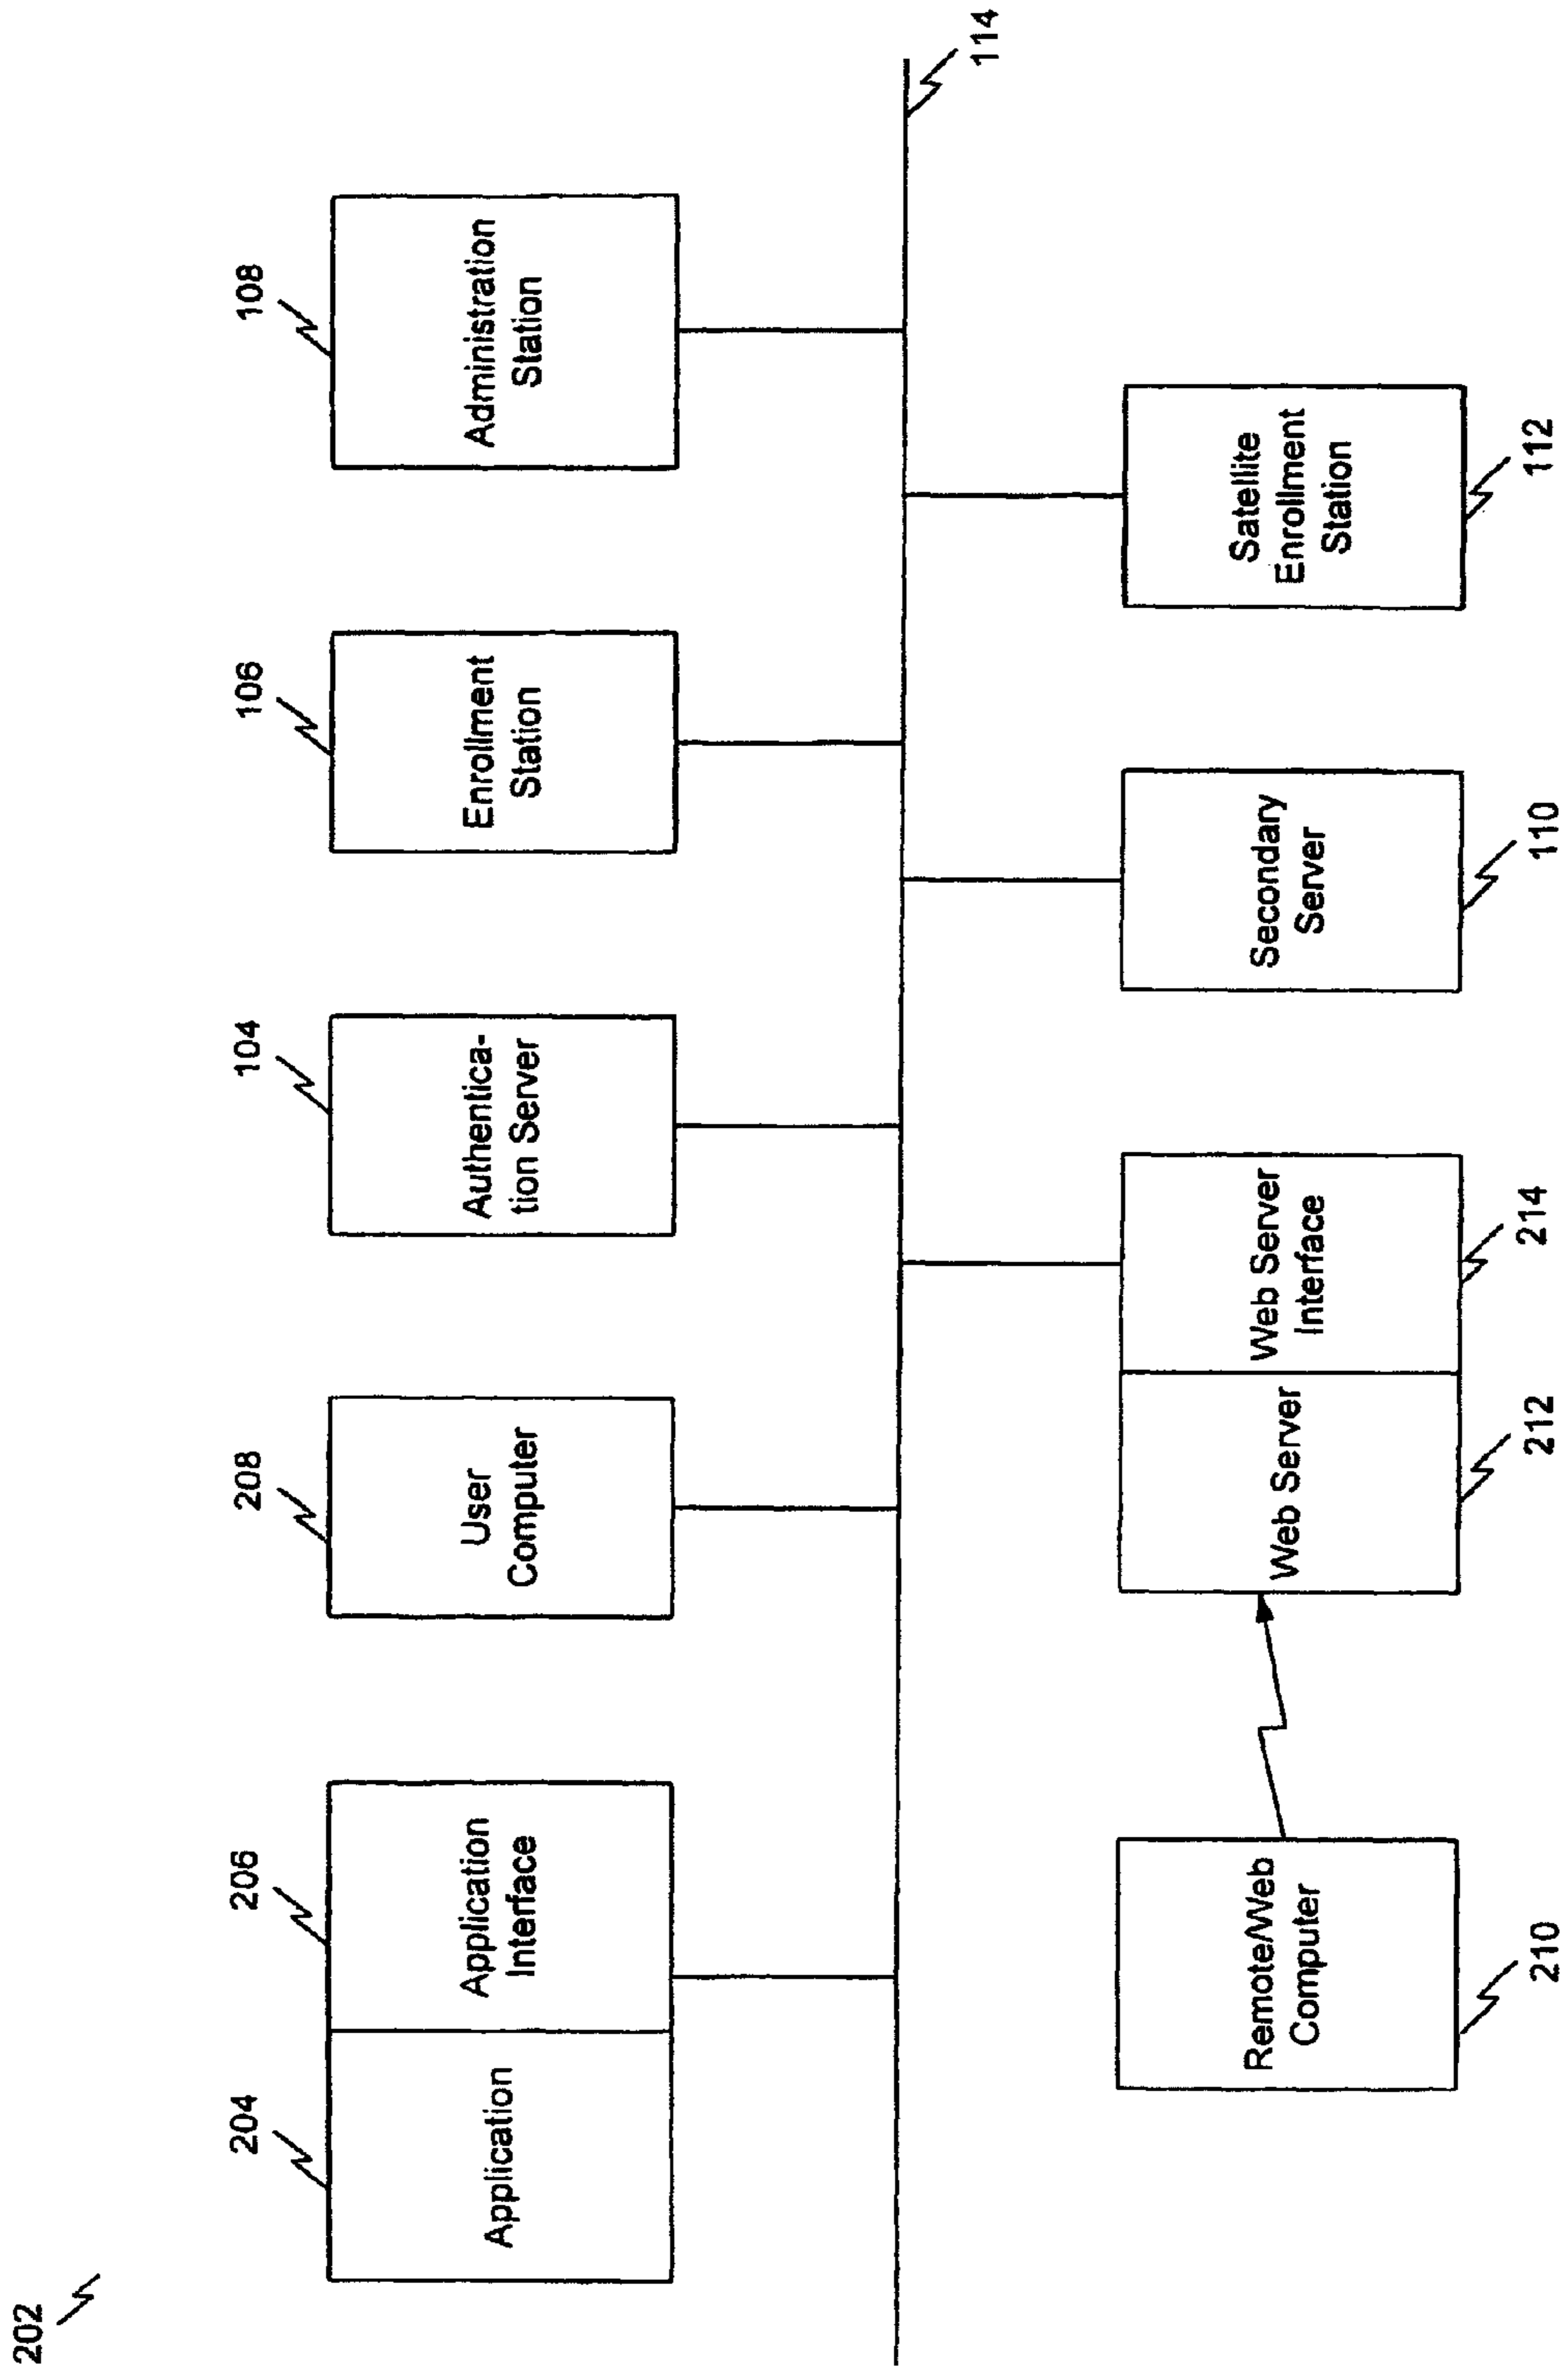 202
204
206
208
104
106
108
Application
Application
Interface
User
Computer
Authentica-
tion Server
Enrollment
Station
Administration
Station
114
Remote/Web
Computer
Web Server
Web Server
Interface
Secondary
Server
Satellite
Enrollment
Station
210
212
214
110
112